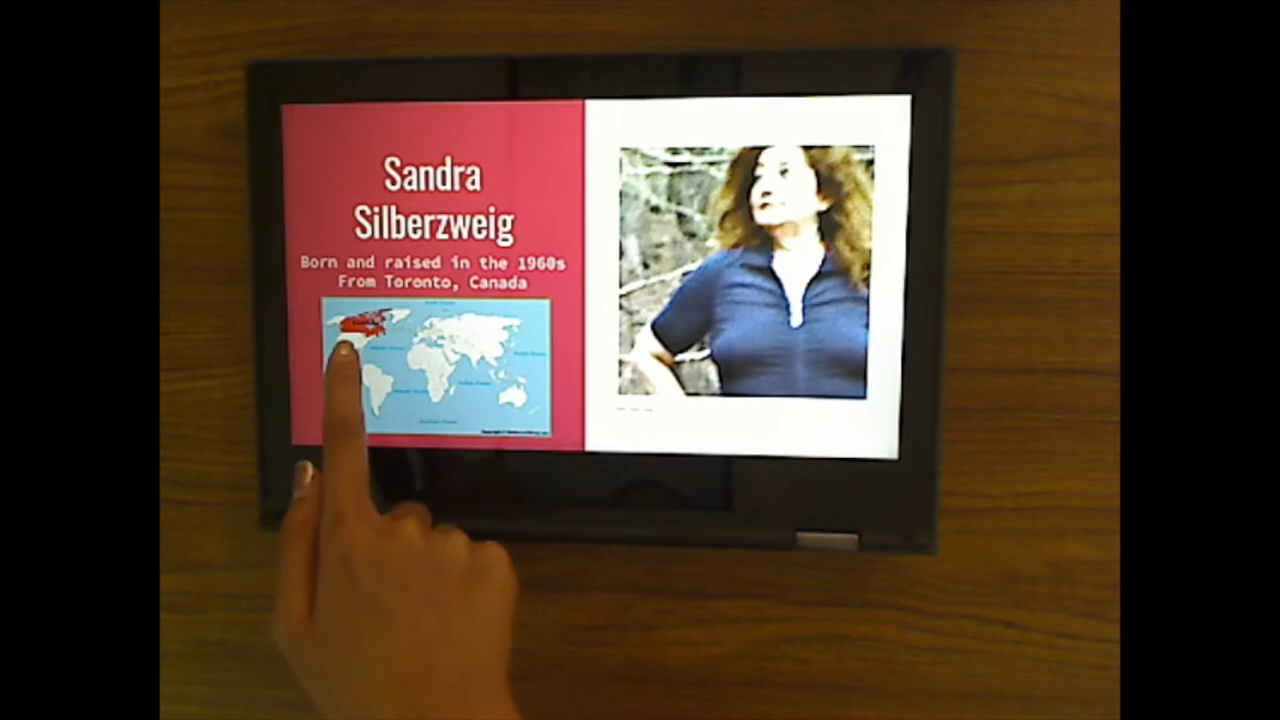 Sandra
Silberzweig
Born and raised in the 1960s
From Toronto, Canada